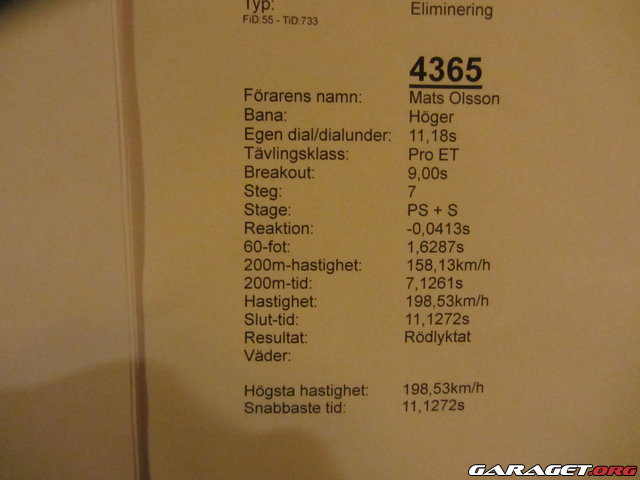 Typ: Eliminering
FiD:55 - TiD:733
4365
Förarens namn: Mats Olsson
Bana: Höger
Egen dial/dialunder: 11,18s
Tävlingsklass: Pro ET
Breakout: 9,00s
Steg: 7
Stage: PS + S
Reaktion: -0,0413s
60-fot: 1,6287s
200m-hastighet: 158,13km/h
200m-tid: 7,1261s
Hastighet: 198,53km/h
Slut-tid: 11,1272s
Resultat: Rödlyktat
Väder:
Högsta hastighet: 198,53km/h
Snabbaste tid: 11,1272s
GARAGET.ORG